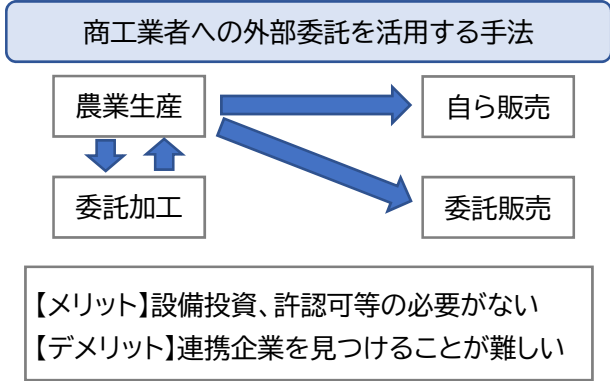 商工業者への外部委託を活用する手法
農業生産
自ら販売
委託加工
委託販売
【メリット】設備投資、許認可等の必要がない
【デメリット】連携企業を見つけることが難しい